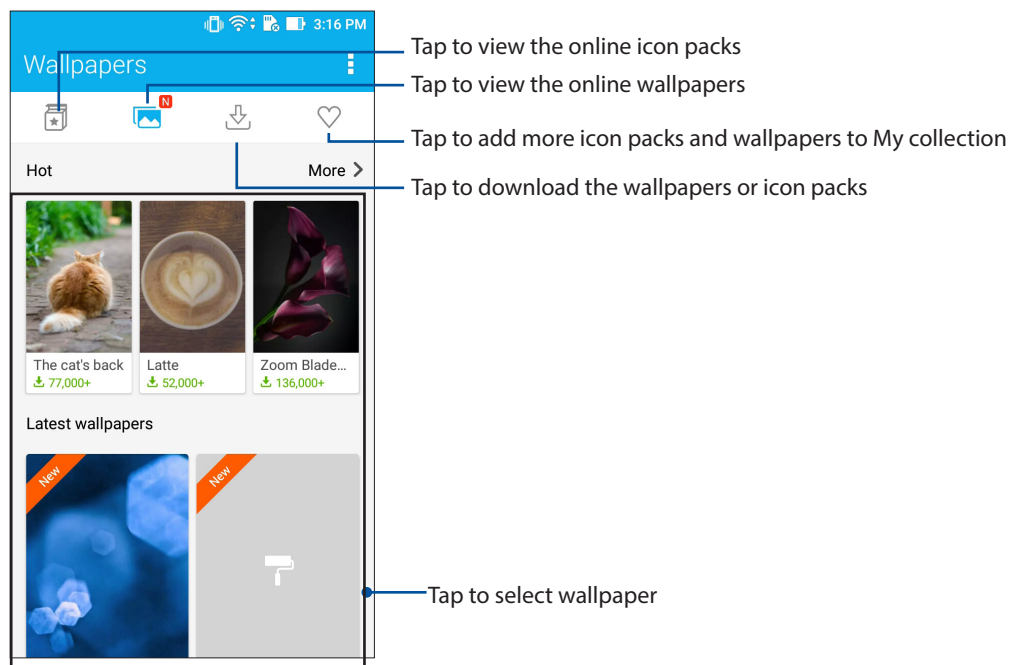 3:16 PM
Wallpapers
N
Hot
More
The cat's back
77,000+
Latte
52,000+
Zoom Blade...
136,000+
Latest wallpapers
New
New
Tap to view the online icon packs
Tap to view the online wallpapers
Tap to add more icon packs and wallpapers to My collection
Tap to download the wallpapers or icon packs
Tap to select wallpaper